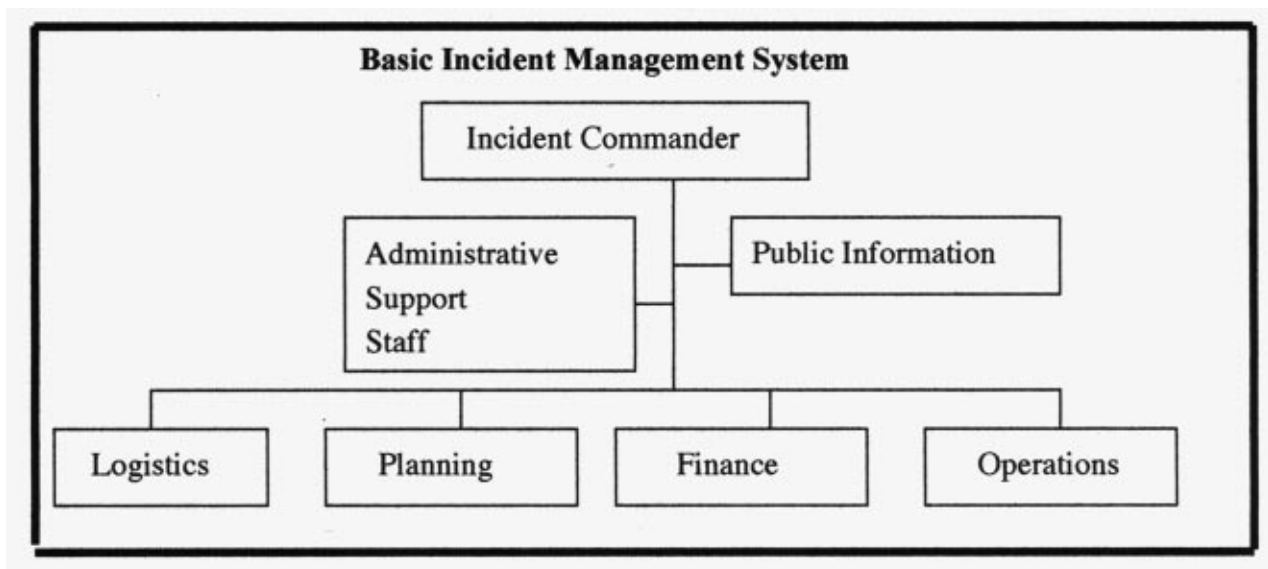 Basic Incident Management System
Incident Commander
Administrative
Support
Staff
Public Information
Logistics
Planning
Finance
Operations